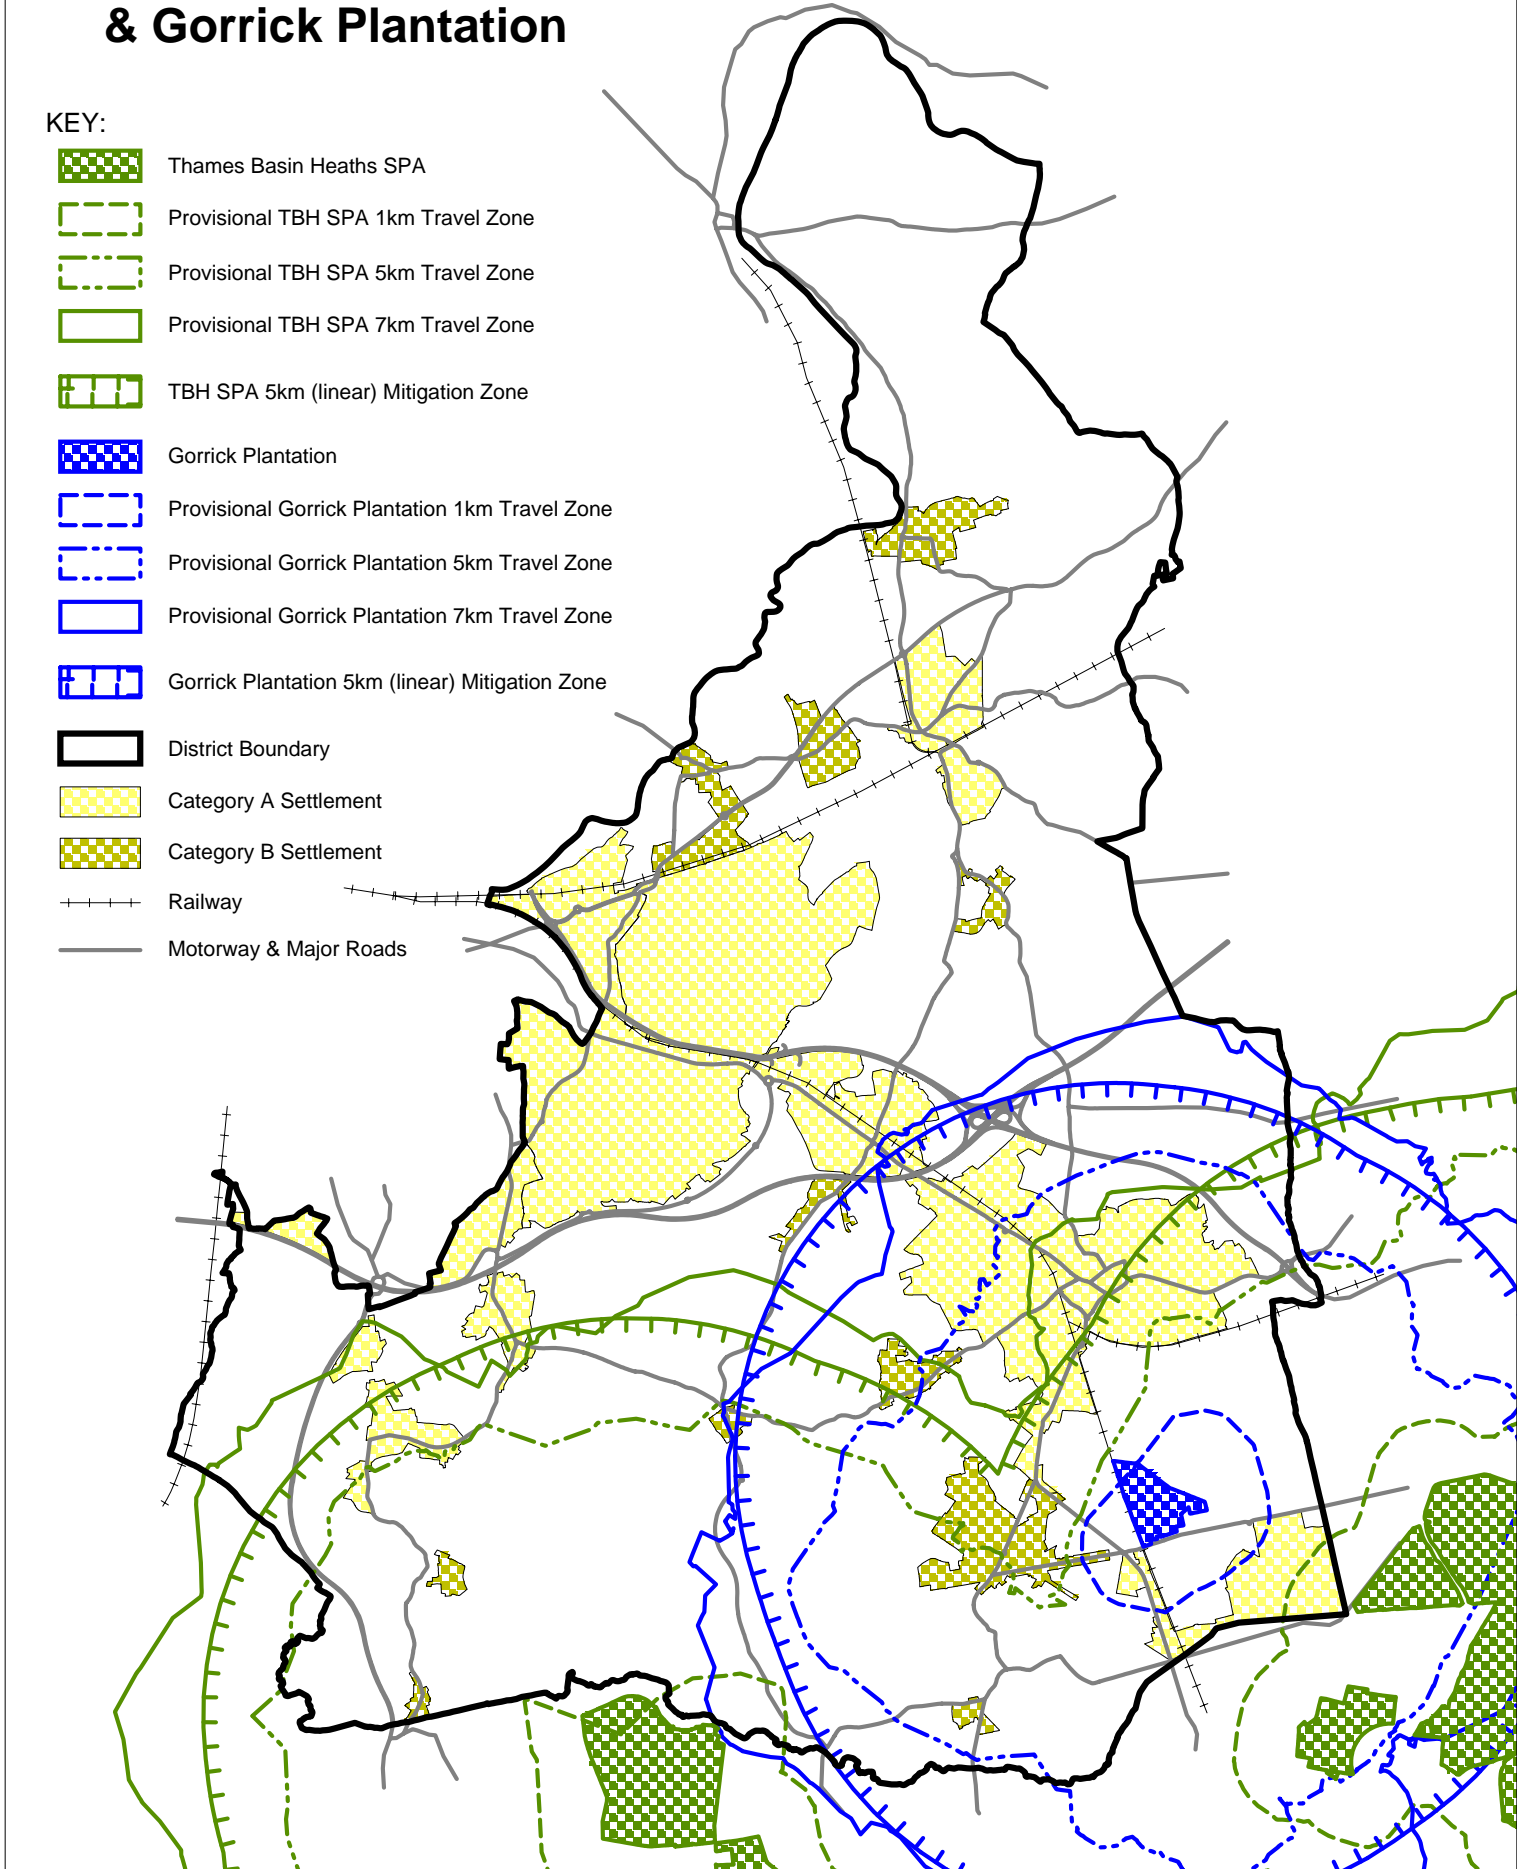 & Gorrick Plantation
KEY:
Thames Basin Heaths SPA
Provisional TBH SPA 1km Travel Zone
Provisional TBH SPA 5km Travel Zone
Provisional TBH SPA 7km Travel Zone
TBH SPA 5km (linear) Mitigation Zone
Gorrick Plantation
Provisional Gorrick Plantation 1km Travel Zone
Provisional Gorrick Plantation 5km Travel Zone
Provisional Gorrick Plantation 7km Travel Zone
Gorrick Plantation 5km (linear) Mitigation Zone
District Boundary
Category A Settlement
Category B Settlement
Railway
Motorway & Major Roads